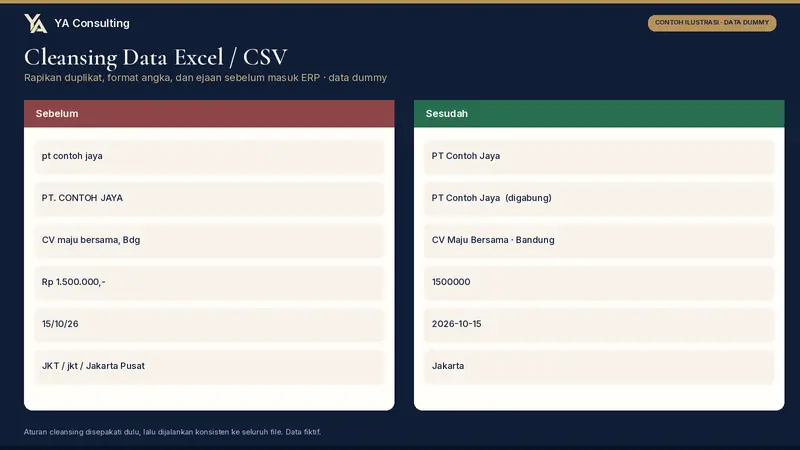 YA Consulting
CONTOH ILUSTRASI · DATA DUMMY
Cleansing Data Excel / CSV
Rapikan duplikat, format angka, dan ejaan sebelum masuk ERP · data dummy
Sebelum
pt contoh jaya
PT. CONTOH JAYA
CV maju bersama, Bdg
Rp 1.500.000,-
15/10/26
JKT / jkt / Jakarta Pusat
Sesudah
PT Contoh Jaya
PT Contoh Jaya (digabung)
CV Maju Bersama · Bandung
1500000
2026-10-15
Jakarta
Aturan cleansing disepakati dulu, lalu dijalankan konsisten ke seluruh file. Data fiktif.